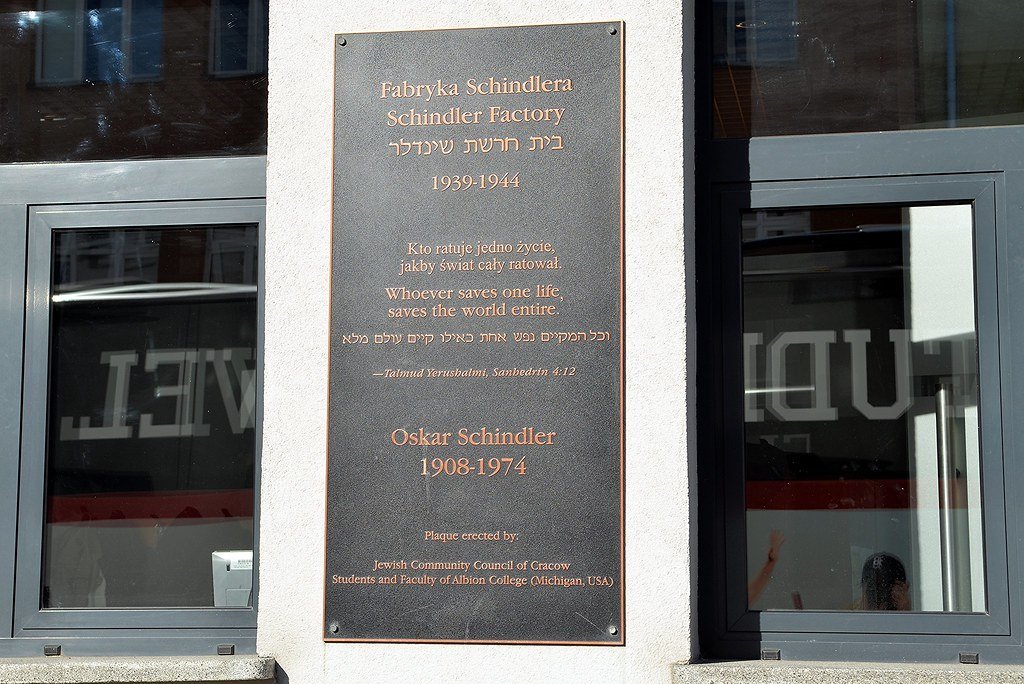 Fabryka Schindlera
Schindler Factory
בית חרשת שינדלר
1939-1944
Kto ratuje jedno życie,
jakby świat cały ratował.
Whoever saves one life,
saves the world entire.
וכל המקיים נפש אחת כאילו קיים עולם מלא
—Talmud Yerushalmi, Sanhedrin 4:12
Oskar Schindler
1908-1974
Plaque erected by:
Jewish Community Council of Cracow
Students and Faculty of Albion College (Michigan, USA)